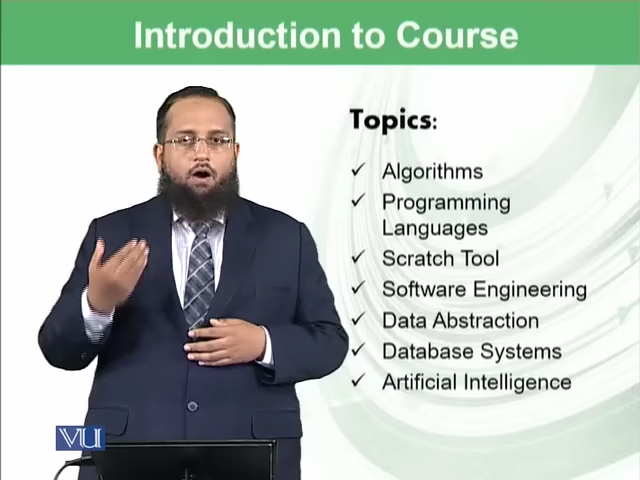 Introduction to Course
Topics:
Algorithms
Programming
Languages
Scratch Tool
Software Engineering
Data Abstraction
Database Systems
Artificial Intelligence
VU